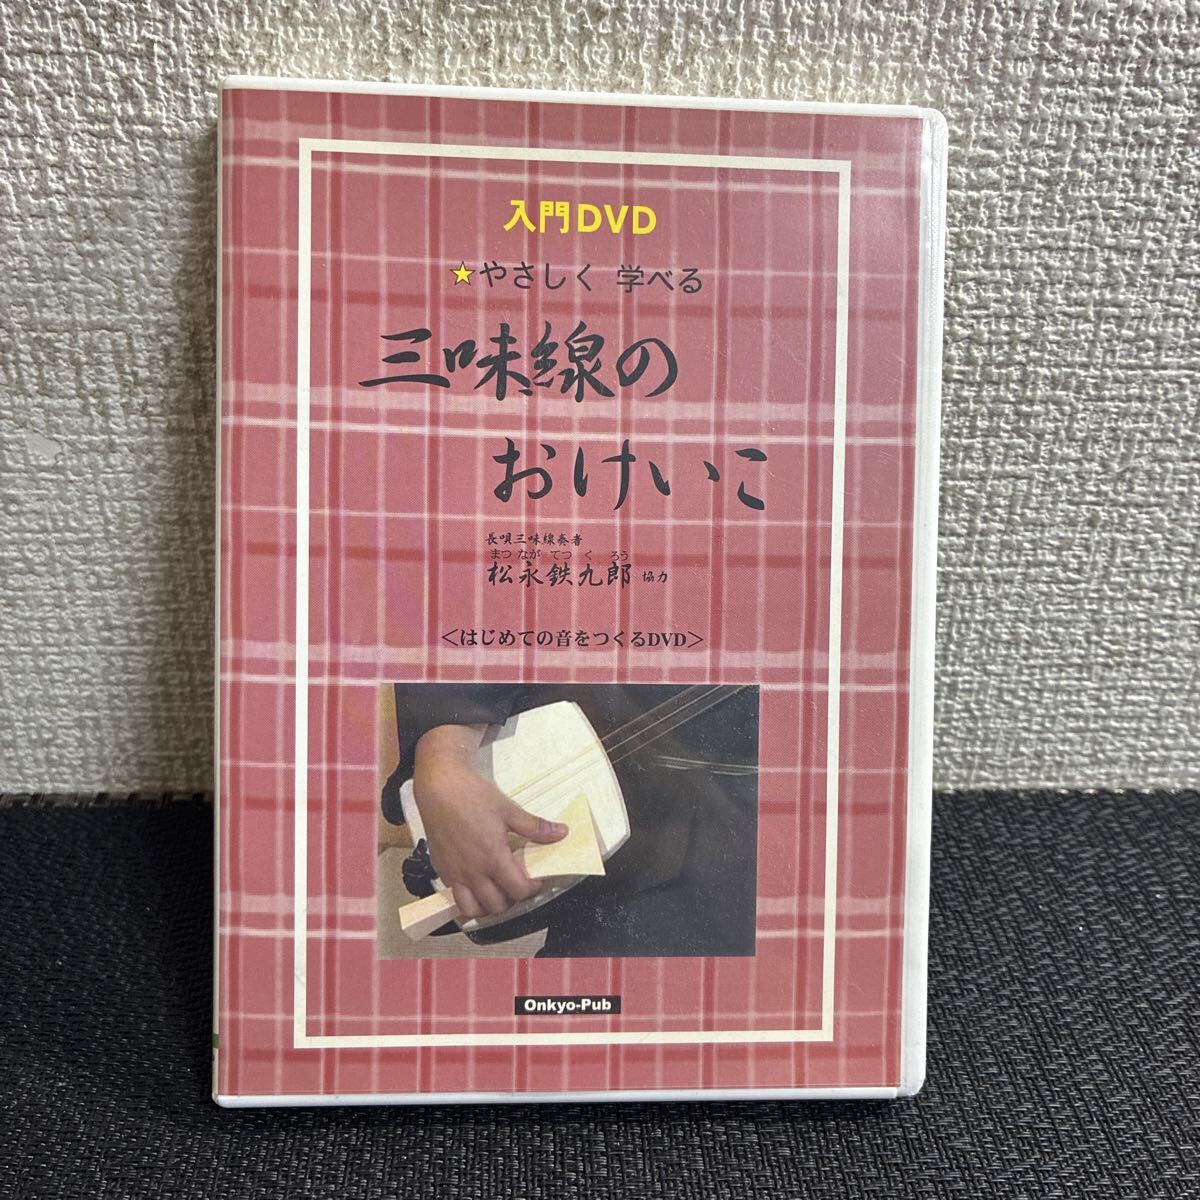 入門DVD
★やさしく 学べる
三味線の
おけいこ
長唄三味線奏者
まつ なが てつ く ろう
松永鉄九郎 協力
＜はじめての音をつくるDVD＞
Onkyo-Pub